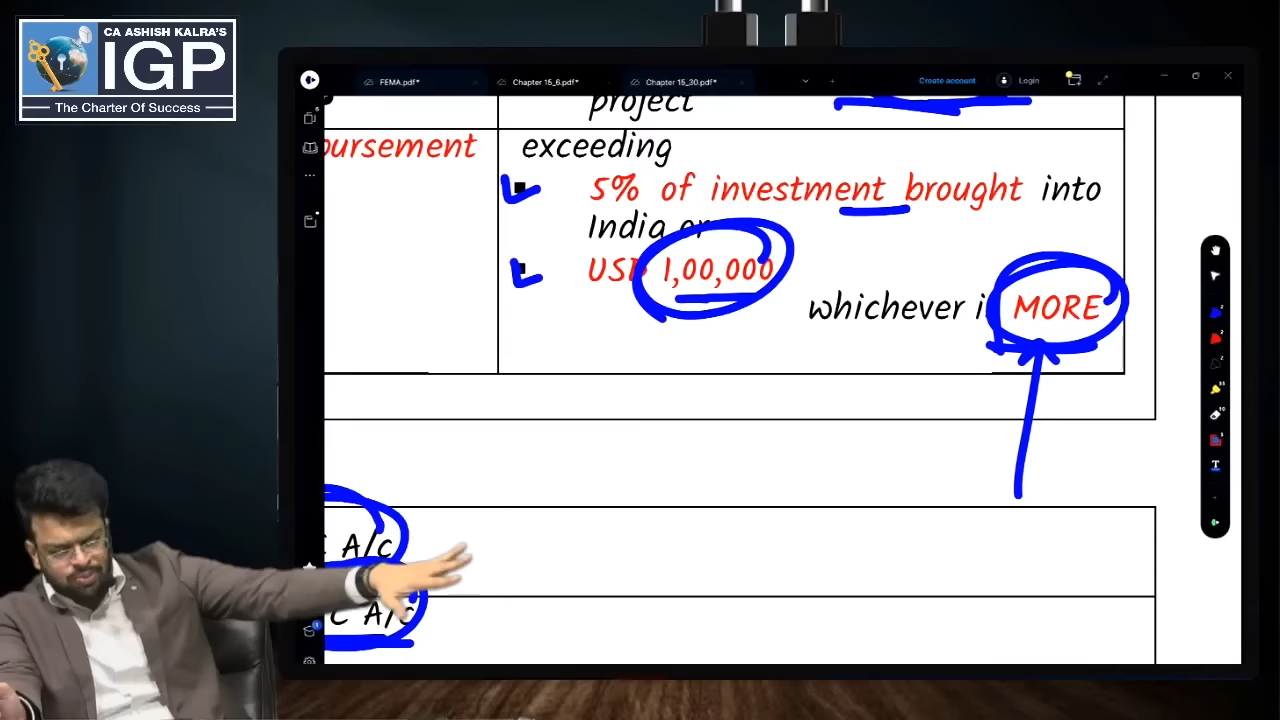 CA ASHISH KALRA'S
IGP
The Charter Of Success
FEMA.pdf*
Chapter 15_6.pdf*
Chapter 15_30.pdf*
Create account
Login
project
exceeding
5% of investment brought into
India or
USD 1,00,000
whichever is MORE
A/c
C A/c